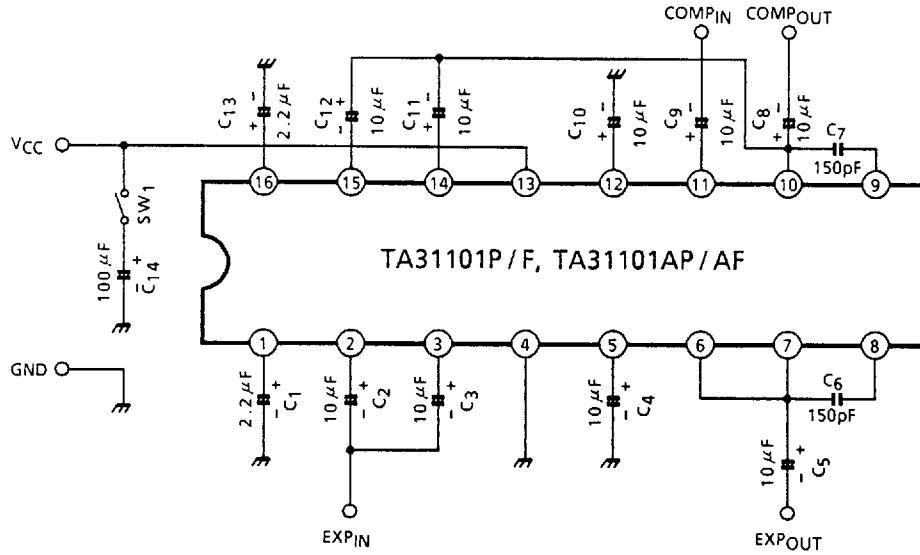 COMPIN COMPOUT
C13 - + 2.2μF
C12 + - 10μF
C11 - + 10μF
C10 - + 10μF
C9 - + 10μF
C8 - + 10μF
C7
150pF
VCC
16 15 14 13 12 11 10 9
SW1
100μF + - C14
TA31101P/F, TA31101AP/AF
1 2 3 4 5 6 7 8
GND
2.2μF + - C1
10μF + - C2
10μF + - C3
10μF + - C4
C6
150pF
10μF + - C5
EXPIN
EXPOUT